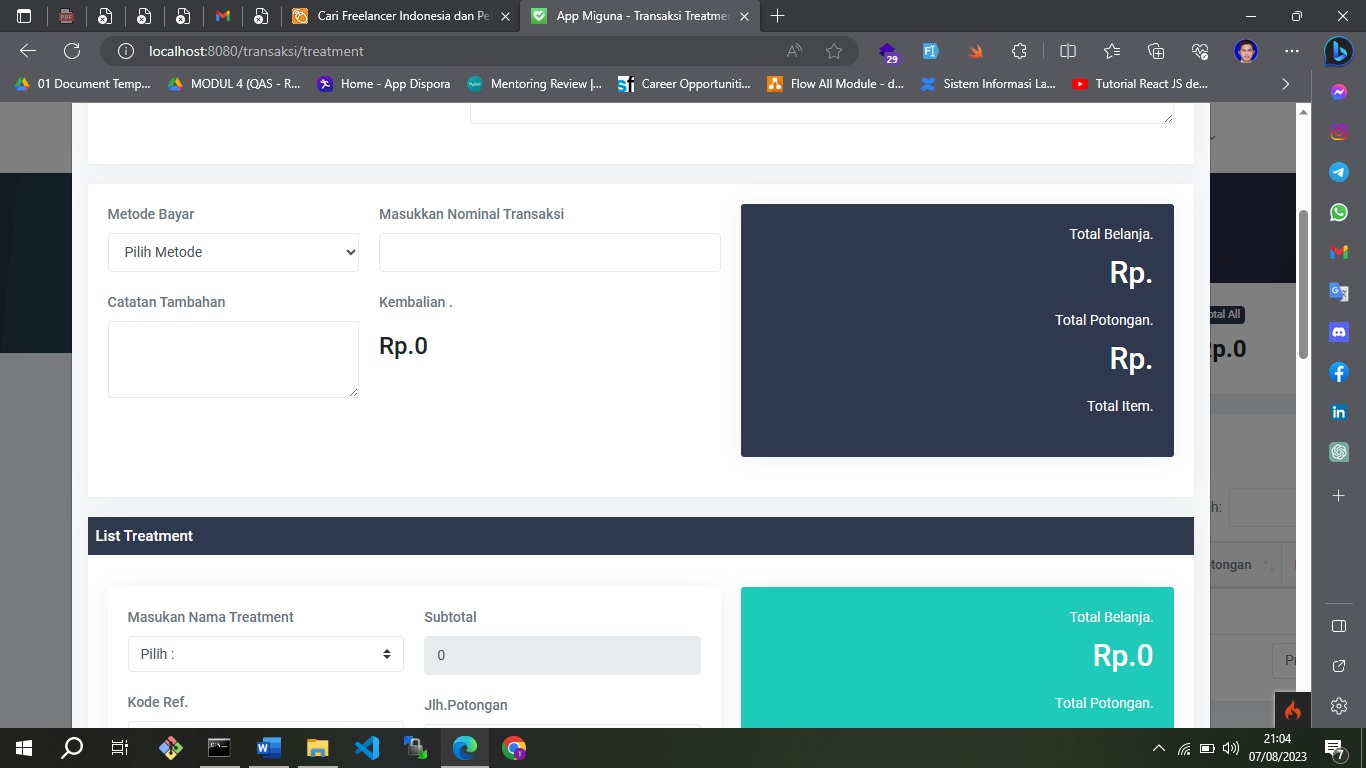 Cari Freelancer Indonesia dan Pe
App Miguna - Transaksi Treatme
localhost:8080/transaksi/treatment
29
01 Document Temp...
MODUL 4 (QAS - R...
Home - App Dispora
Mentoring Review |...
Career Opportuniti...
Flow All Module - d...
Sistem Informasi La...
Tutorial React JS de...
Metode Bayar
Masukkan Nominal Transaksi
Total Belanja.
Pilih Metode
Rp.
Catatan Tambahan
Kembalian .
Total Potongan.
otal All
Rp.0
Rp.
Rp.0
Total Item.
h:
List Treatment
tongan
Masukan Nama Treatment
Subtotal
Total Belanja.
Pilih :
0
Rp.0
Kode Ref.
Jlh.Potongan
Total Potongan.
21:04
07/08/2023
7